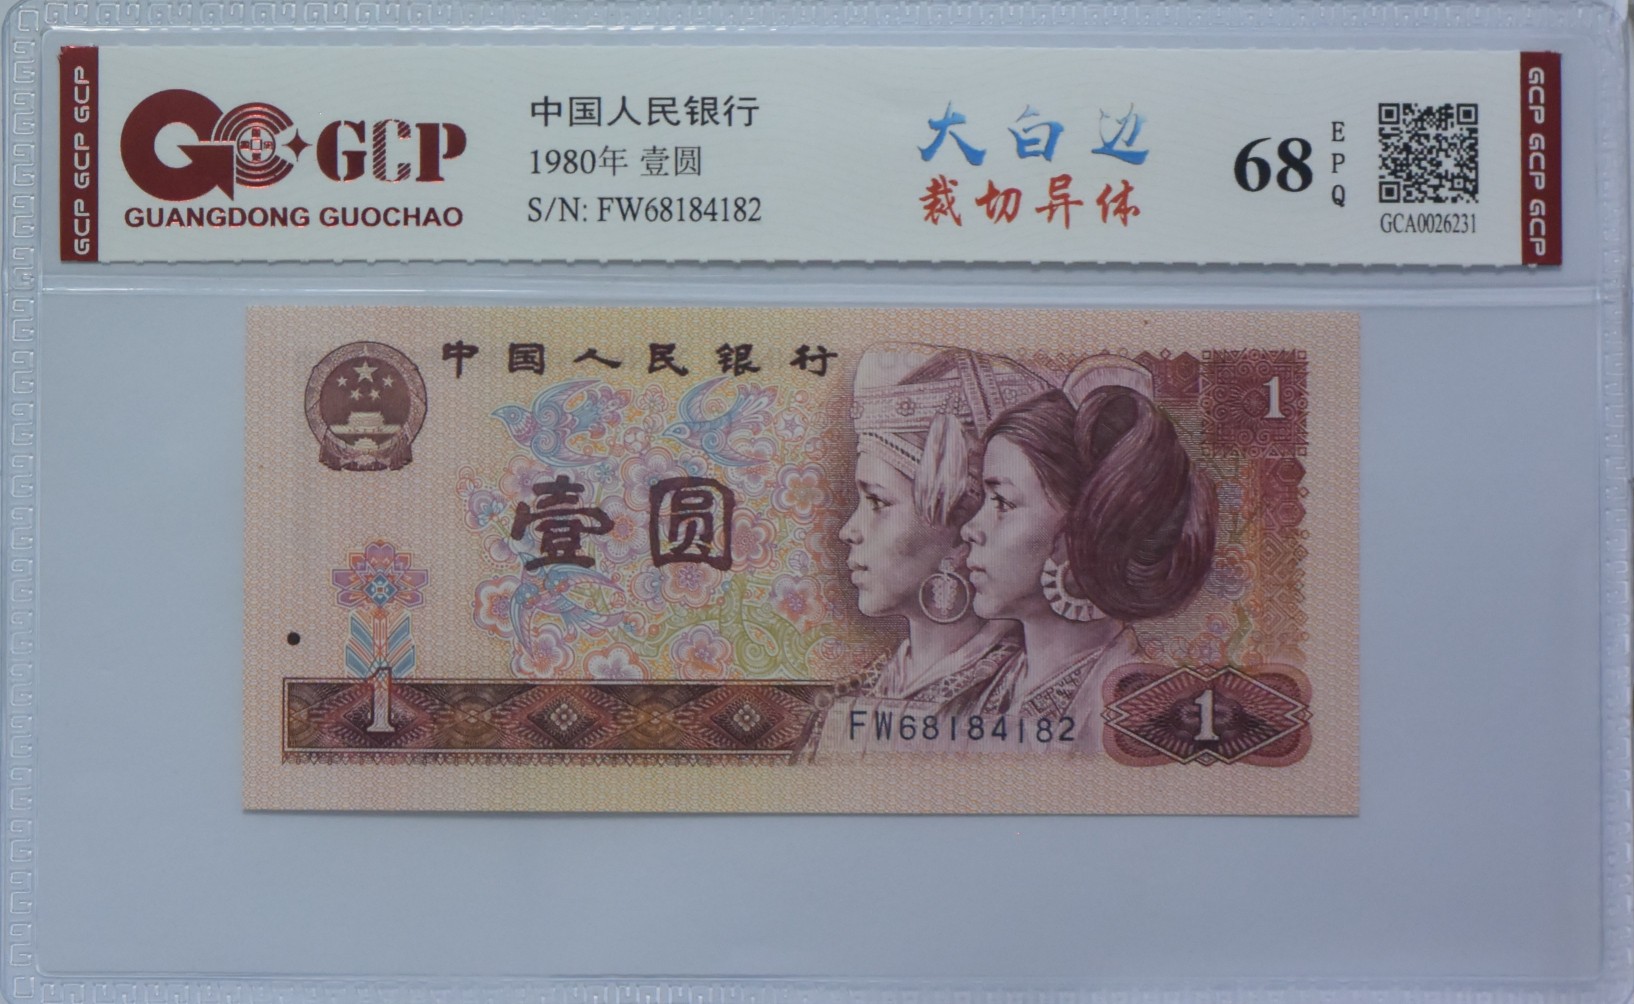 GCP GCP GCP
GCP
GUANGDONG GUOCHAO
中国人民银行
1980年 壹圆
S/N: FW68184182
大白边
裁切异体
68
EPQ
GCA0026231
GCP GCP GCP
中国人民银行
1
壹圆
1
FW68184182
1